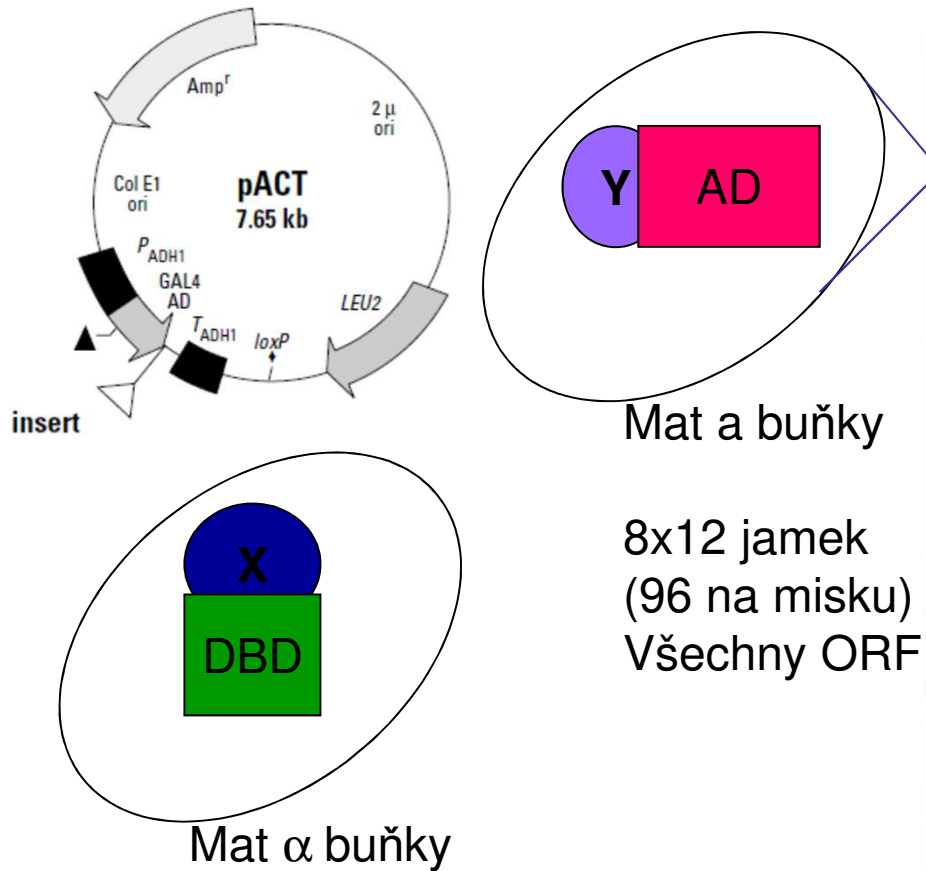 Amp^r
2 µ
ori
Col E1
ori
pACT
7.65 kb
P_ADH1
GAL4
AD
T_ADH1
loxP
LEU2
insert
Y
AD
Mat a buňky
X
DBD
8x12 jamek
(96 na misku)
Všechny ORF
Mat α buňky